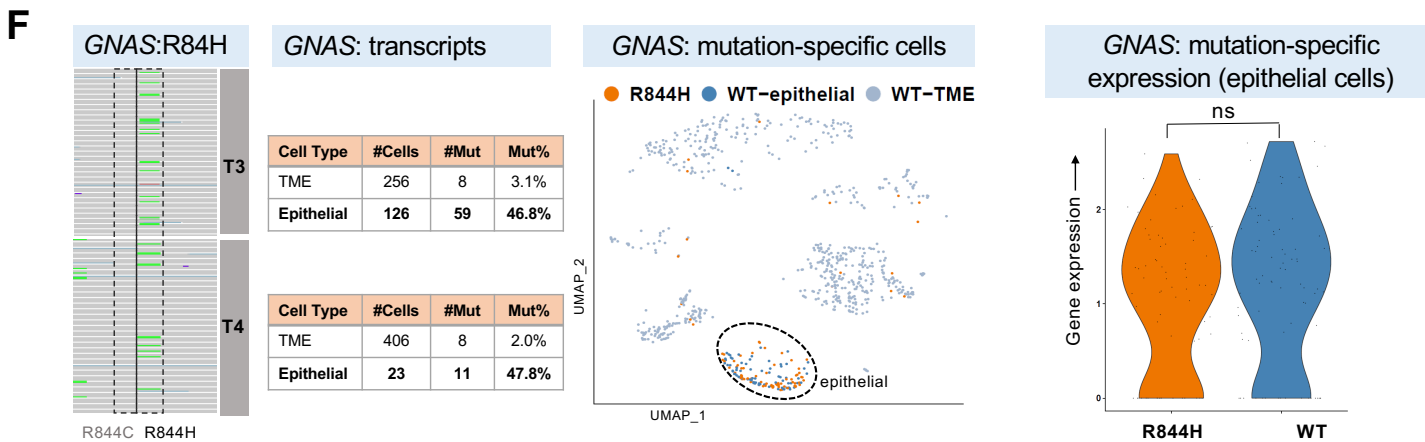 F
GNAS:R84H
T3
T4
R844C R844H
GNAS: transcripts
Cell Type #Cells #Mut Mut%
TME 256 8 3.1%
Epithelial 126 59 46.8%
Cell Type #Cells #Mut Mut%
TME 406 8 2.0%
Epithelial 23 11 47.8%
GNAS: mutation-specific cells
R844H WT−epithelial WT−TME
UMAP_2
epithelial
UMAP_1
GNAS: mutation-specific
expression (epithelial cells)
ns
Gene expression
2
1
0
R844H WT